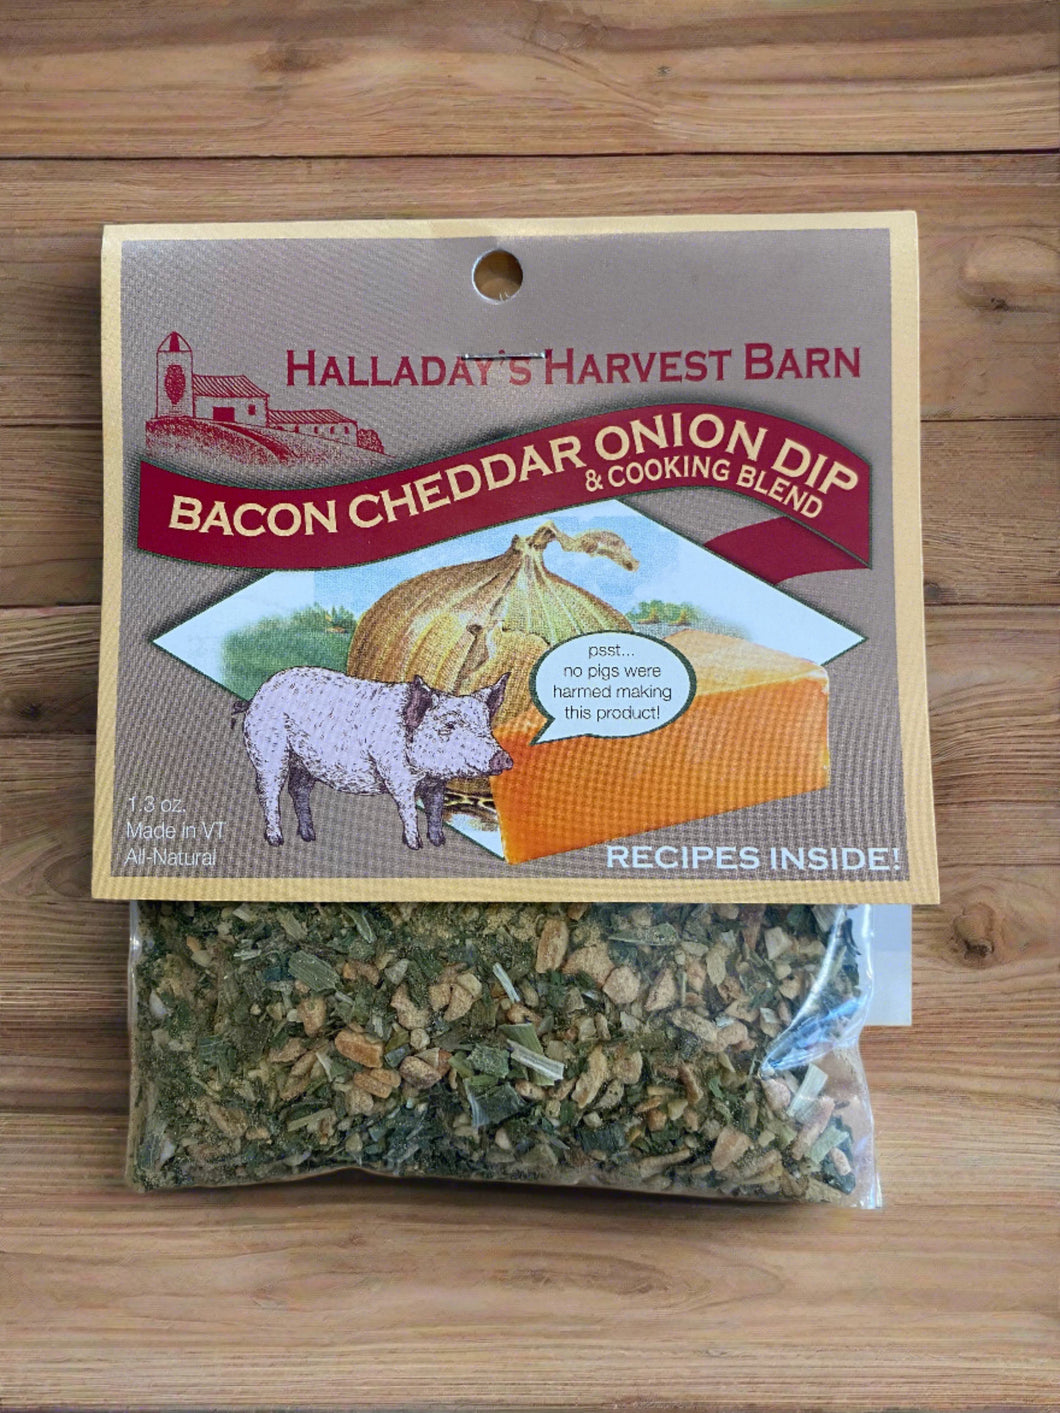 HALLADAY'S HARVEST BARN
BACON CHEDDAR ONION DIP
& COOKING BLEND
psst...
no pigs were
harmed making
this product!
1.3 oz.
Made in VT
All-Natural
RECIPES INSIDE!